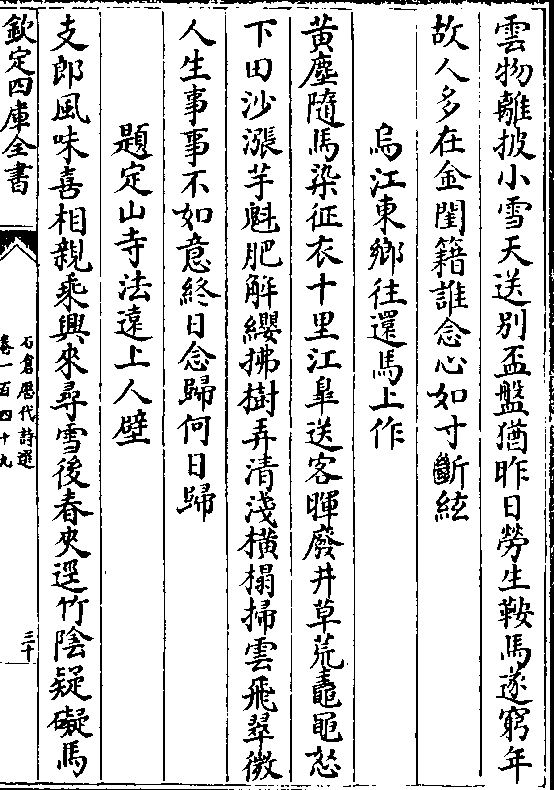 雲物離披小雪天送別盃盤猶昨日勞生鞍馬遂窮年
故人多在金閨籍誰念心如寸斷絃
烏江東鄉往還馬上作
黃塵隨馬染征衣十里江臯送客暉廢井草荒鼃黽怒
下田沙漲芋魁肥解纓拂樹弄清淺橫榻掃雲飛翠微
人生事事不如意終日念歸何日歸
題定山寺法遠上人壁
支郎風味喜相親乘興來尋雪後春夾逕竹陰疑礙馬
欽定四庫全書
石倉歷代詩選
卷一百四十九
三十